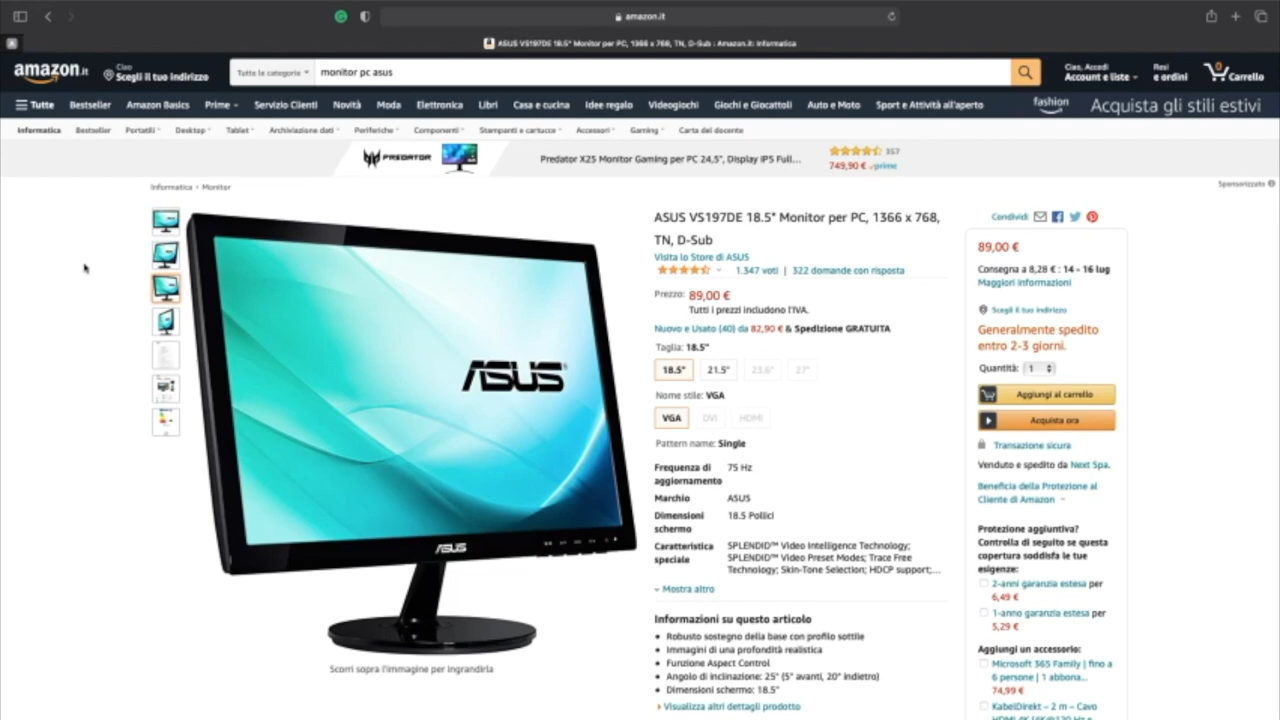 amazon.it
ASUS VS197DE 18.5" Monitor per PC, 1366 x 768, TN, D-Sub : Amazon.it: Informatica
amazon.it
Ciao
Scegli il tuo indirizzo
Tutte le categorie
monitor pc asus
Ciao, Accedi
Account e liste
Resi
e ordini
0
Carrello
Tutte
Bestseller
Amazon Basics
Prime
Servizio Clienti
Novità
Moda
Elettronica
Libri
Casa e cucina
Idee regalo
Videogiochi
Giochi e Giocattoli
Auto e Moto
Sport e Attività all'aperto
fashion
Acquista gli stili estivi
Informatica
Bestseller
Portatili
Desktop
Tablet
Archiviazione dati
Periferiche
Componenti
Stampanti e cartucce
Accessori
Gaming
Carta del docente
PREDATOR
Predator X25 Monitor Gaming per PC 24,5", Display IPS Full...
357
749,90 € prime
Informatica › Monitor
Sponsorizzato
ASUS
ASUS
Scorri sopra l'immagine per ingrandirla
ASUS VS197DE 18.5" Monitor per PC, 1366 x 768,
TN, D-Sub
Visita lo Store di ASUS
1.347 voti | 322 domande con risposta
Prezzo: 89,00 €
Tutti i prezzi includono l'IVA.
Nuovo e Usato (40) da 82,90 € & Spedizione GRATUITA
Taglia: 18.5"
18.5" 21.5" 23.6" 27"
Nome stile: VGA
VGA DVI HDMI
Pattern name: Single
Frequenza di 75 Hz
aggiornamento
Marchio ASUS
Dimensioni 18.5 Pollici
schermo
Caratteristica SPLENDID™ Video Intelligence Technology;
speciale SPLENDID™ Video Preset Modes; Trace Free
Technology; Skin-Tone Selection; HDCP support;...
Mostra altro
Informazioni su questo articolo
• Robusto sostegno della base con profilo sottile
• Immagini di una profondità realistica
• Funzione Aspect Control
• Angolo di inclinazione: 25° (5° avanti, 20° indietro)
• Dimensioni schermo: 18.5"
› Visualizza altri dettagli prodotto
Condividi
89,00 €
Consegna a 8,28 € : 14 - 16 lug
Maggiori informazioni
Scegli il tuo indirizzo
Generalmente spedito
entro 2-3 giorni.
Quantità: 1
Aggiungi al carrello
Acquista ora
Transazione sicura
Venduto e spedito da Next Spa.
Beneficia della Protezione al
Cliente di Amazon
Protezione aggiuntiva?
Controlla di seguito se questa
copertura soddisfa le tue
esigenze:
2-anni garanzia estesa per
6,49 €
1-anno garanzia estesa per
5,29 €
Aggiungi un accessorio:
Microsoft 365 Family | fino a
6 persone | 1 abbona...
74,99 €
KabelDirekt – 2 m – Cavo
HDMI 4K (4K@120 Hz e